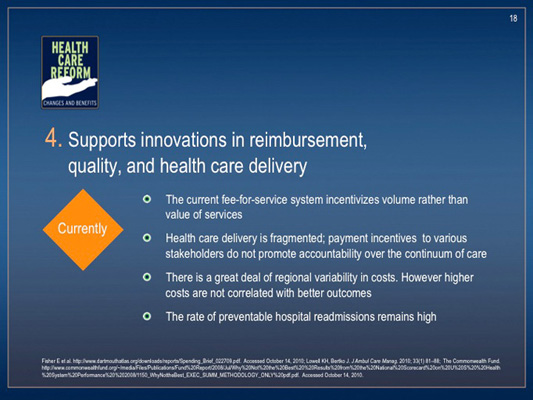 18
HEALTH
CARE
REFORM
CHANGES AND BENEFITS
4. Supports innovations in reimbursement,
quality, and health care delivery
Currently
The current fee-for-service system incentivizes volume rather than
value of services
Health care delivery is fragmented; payment incentives to various
stakeholders do not promote accountability over the continuum of care
There is a great deal of regional variability in costs. However higher
costs are not correlated with better outcomes
The rate of preventable hospital readmissions remains high
Fisher E et al. http://www.dartmouthatlas.org/downloads/reports/Spending_Brief_022709.pdf. Accessed October 14, 2010; Lowell KH, Bertko J. J Ambul Care Manag. 2010; 33(1):81–88; The Commonwealth Fund.
http://www.commonwealthfund.org/~/media/Files/Publications/Fund%20Report/2008/Jul/Why%20Not%20the%20Best%20%20Results%20from%20the%20National%20Scorecard%20on%20U%20S%20%20Health
%20System%20Performance%20%202008/1150_WhyNottheBest_EXEC_SUMM_METHODOLOGY_ONLY%20pdf.pdf. Accessed October 14, 2010.